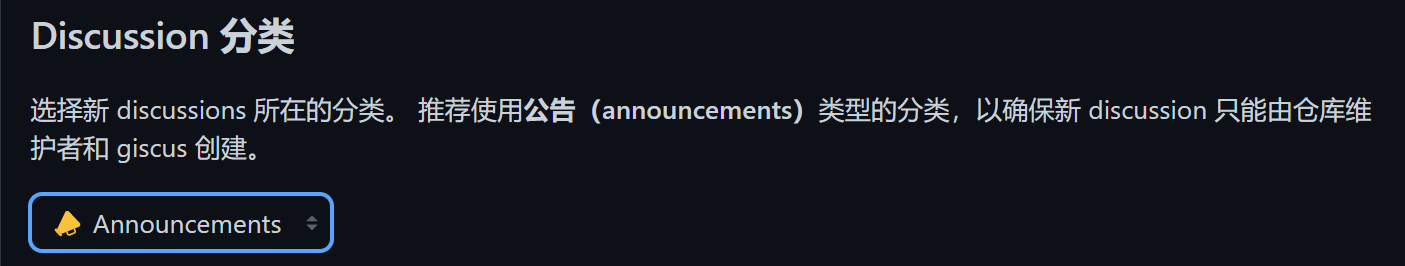 Discussion 分类
选择新 discussions 所在的分类。 推荐使用公告（announcements）类型的分类，以确保新 discussion 只能由仓库维
护者和 giscus 创建。
Announcements